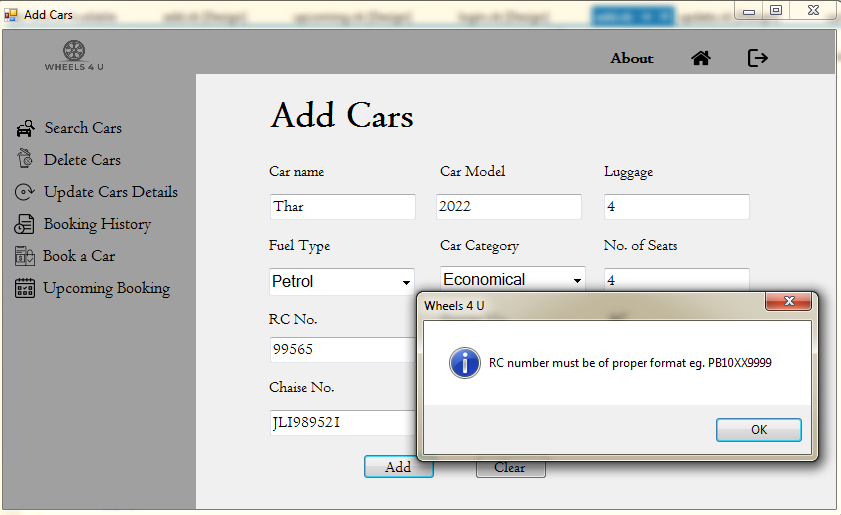 Add Cars
WHEELS 4 U
About
Add Cars
Search Cars
Delete Cars
Update Cars Details
Booking History
Book a Car
Upcoming Booking
Car name
Car Model
Luggage
Thar
2022
4
Fuel Type
Car Category
No. of Seats
Petrol
Economical
4
RC No.
99565
Chaise No.
JLI98952I
Wheels 4 U
RC number must be of proper format eg. PB10XX9999
OK
Add
Clear